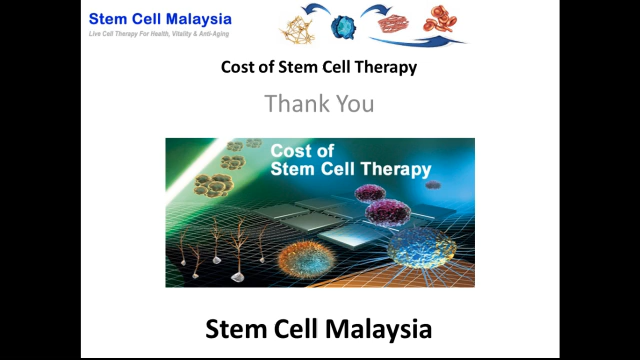 Stem Cell Malaysia
Live Cell Therapy For Health, Vitality & Anti-Aging
Cost of Stem Cell Therapy
Thank You
Cost of
Stem Cell Therapy
Stem Cell Malaysia